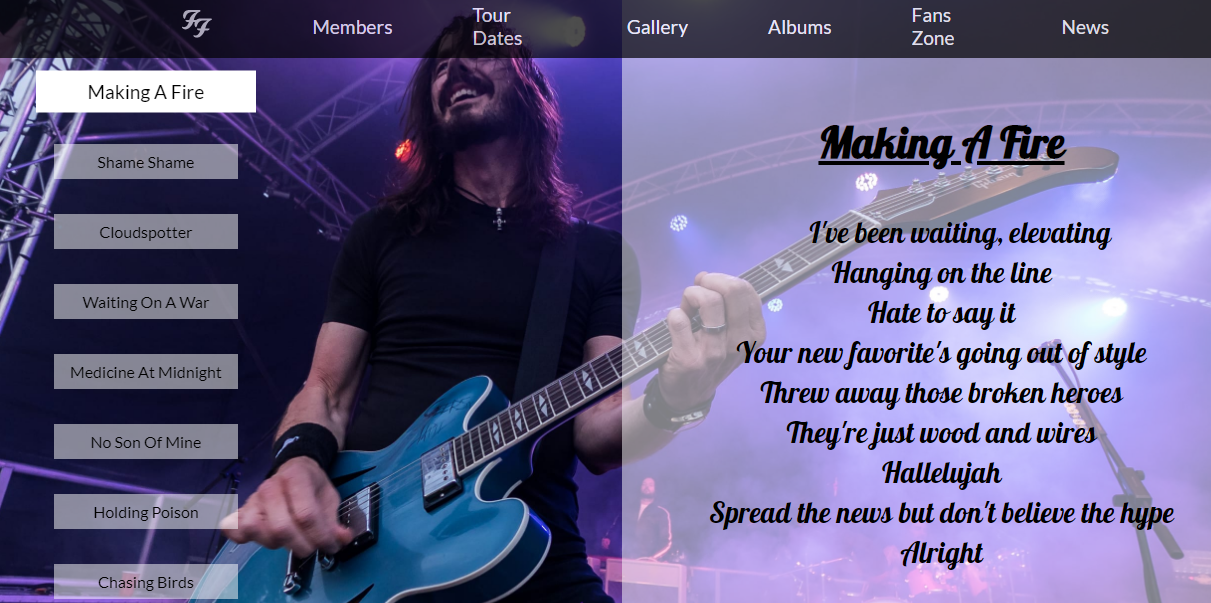 FF
Members
Tour
Dates
Gallery
Albums
Fans
Zone
News
Making A Fire
Shame Shame
Cloudspotter
Waiting On A War
Medicine At Midnight
No Son Of Mine
Holding Poison
Chasing Birds
Making A Fire
I've been waiting, elevating
Hanging on the line
Hate to say it
Your new favorite's going out of style
Threw away those broken heroes
They're just wood and wires
Hallelujah
Spread the news but don't believe the hype
Alright